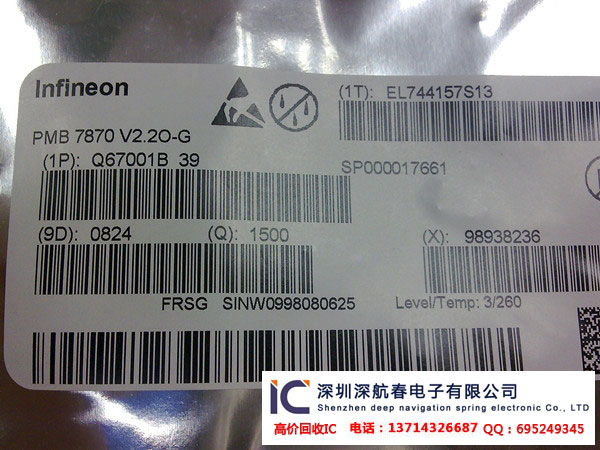 Infineon
(1T): EL744157S13
PMB 7870 V2.2O-G
(1P): Q67001B 39
SP000017661
(9D): 0824 (Q): 1500 (X): 98938236
FRSG SINW0998080625 Level/Temp: 3/260
IC 深圳深航春电子有限公司
Shenzhen deep navigation spring electronic Co., LTD
高价回收IC 电话：13714326687 QQ：695249345